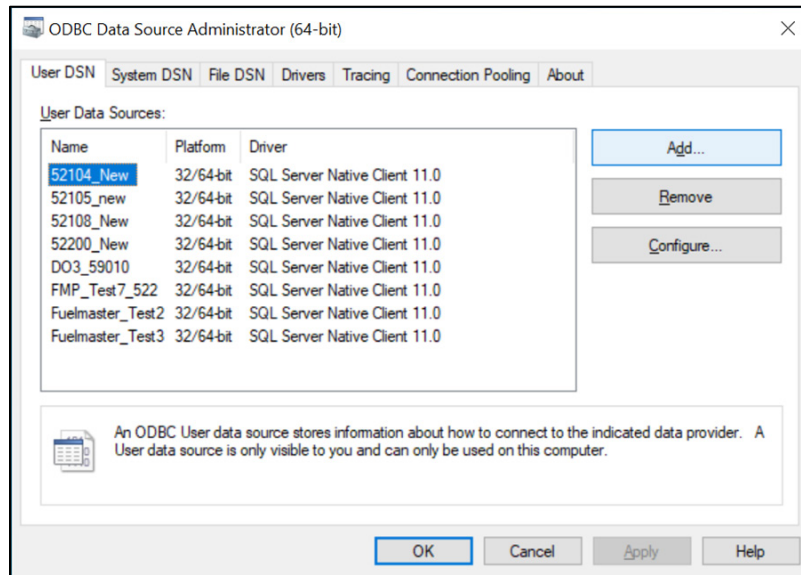 ODBC Data Source Administrator (64-bit)
User DSN System DSN File DSN Drivers Tracing Connection Pooling About
User Data Sources:
Name Platform Driver
52104_New 32/64-bit SQL Server Native Client 11.0
52105_new 32/64-bit SQL Server Native Client 11.0
52108_New 32/64-bit SQL Server Native Client 11.0
52200_New 32/64-bit SQL Server Native Client 11.0
DO3_59010 32/64-bit SQL Server Native Client 11.0
FMP_Test7_522 32/64-bit SQL Server Native Client 11.0
Fuelmaster_Test2 32/64-bit SQL Server Native Client 11.0
Fuelmaster_Test3 32/64-bit SQL Server Native Client 11.0
Add...
Remove
Configure...
An ODBC User data source stores information about how to connect to the indicated data provider. A
User data source is only visible to you and can only be used on this computer.
OK Cancel Apply Help